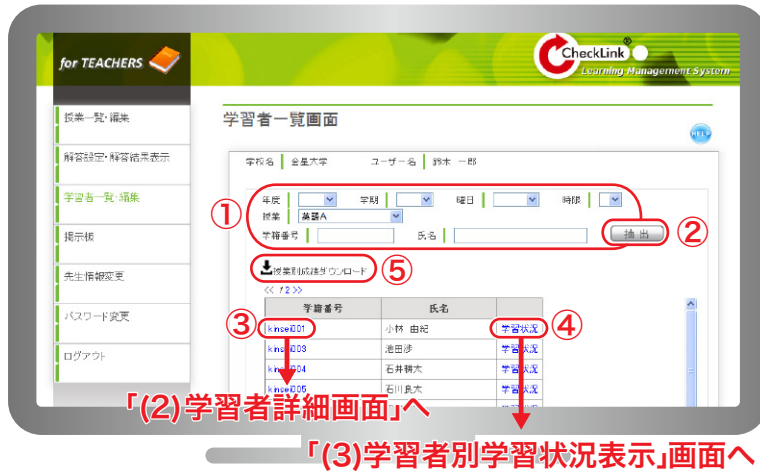 for TEACHERS
CheckLink®
Learning Management System
授業一覧・編集
解答設定・解答結果表示
学習者一覧・編集
掲示板
先生情報変更
パスワード変更
ログアウト
学習者一覧画面
HELP
学校名 金星大学 ユーザー名 鈴木 一郎
① 年度 学期 曜日 時限
授業 英語A
学籍番号 氏名 抽出 ②
授業別成績ダウンロード ⑤
<< 1 2 >>
学籍番号 氏名
③ kinsei001 小林 由紀 学習状況 ④
kinsei003 池田渉 学習状況
kinsei004 石井精太 学習状況
kinsei005 石川良太 学習状況
「(2)学習者詳細画面」へ
「(3)学習者別学習状況表示」画面へ